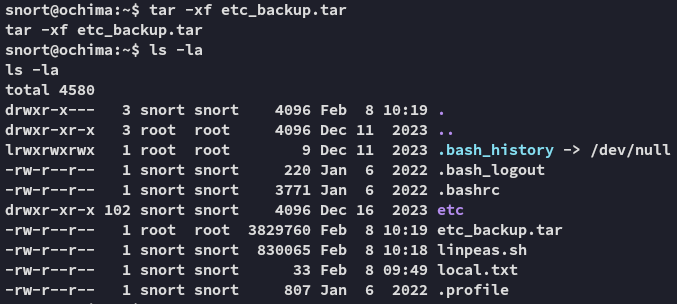 snort@ochima:~$ tar -xf etc_backup.tar
tar -xf etc_backup.tar
snort@ochima:~$ ls -la
ls -la
total 4580
drwxr-x---   3 snort snort    4096 Feb  8 10:19 .
drwxr-xr-x   3 root  root     4096 Dec 11  2023 ..
lrwxrwxrwx   1 root  root        9 Dec 11  2023 .bash_history -> /dev/null
-rw-r--r--   1 snort snort     220 Jan  6  2022 .bash_logout
-rw-r--r--   1 snort snort    3771 Jan  6  2022 .bashrc
drwxr-xr-x 102 snort snort    4096 Dec 16  2023 etc
-rw-r--r--   1 root  root  3829760 Feb  8 10:19 etc_backup.tar
-rw-r--r--   1 snort snort  830065 Feb  8 10:18 linpeas.sh
-rw-r--r--   1 snort snort      33 Feb  8 09:49 local.txt
-rw-r--r--   1 snort snort     807 Jan  6  2022 .profile